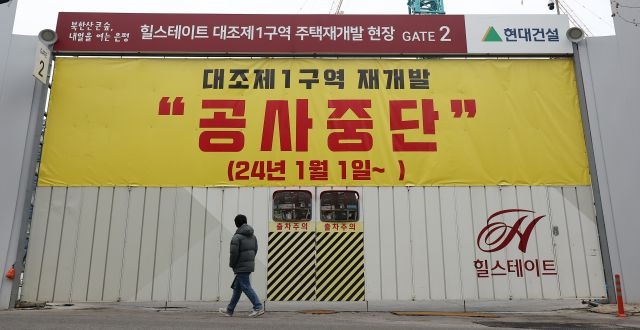 북한산 큰 숲,
내일을 여는 은평
힐스테이트 대조제1구역 주택재개발 현장 GATE 2
현대건설
2
대조제1구역 재개발
“공사중단”
(24년 1월 1일~ )
출차주의 출차주의
힐스테이트